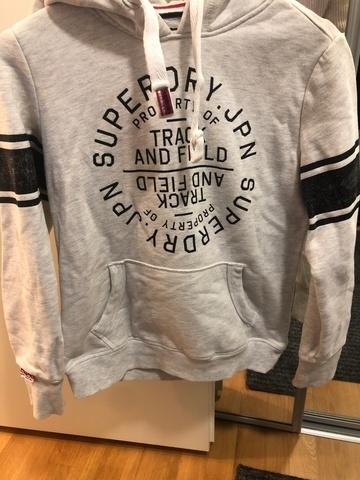 SUPERDRY.JPN
PROPERTY OF
TRACK
AND FIELD
TRACK
AND FIELD
PROPERTY OF
SUPERDRY.JPN